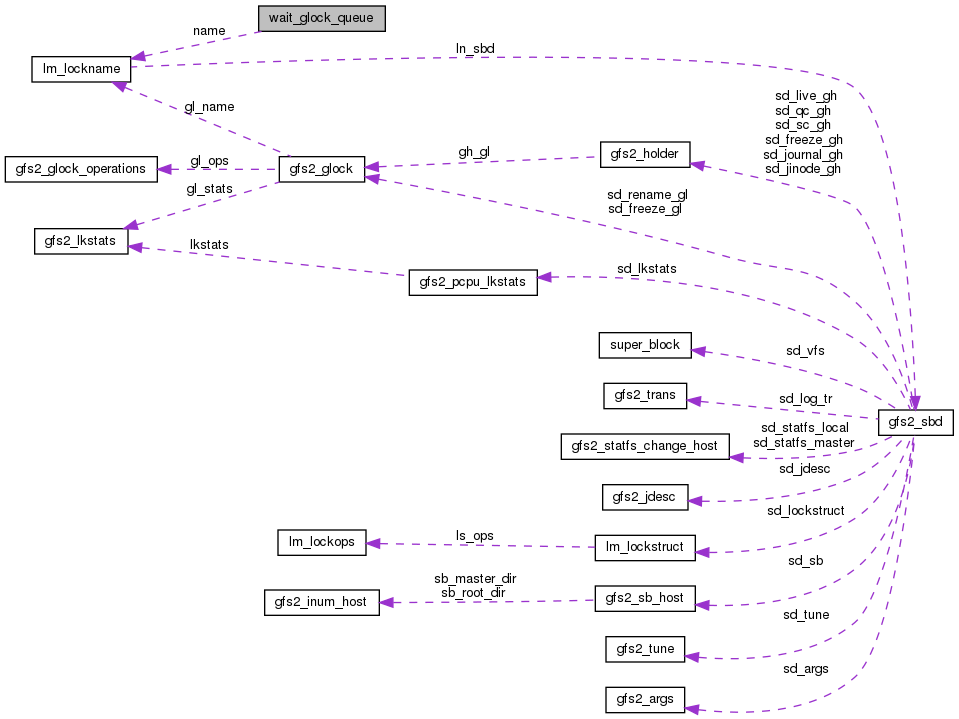 wait_glock_queue
name
ln_sbd
lm_lockname
sd_live_gh
sd_qc_gh
sd_sc_gh
sd_freeze_gh
sd_journal_gh
sd_jinode_gh
gl_name
gh_gl
gfs2_holder
gl_ops
gfs2_glock_operations
gfs2_glock
gl_stats
sd_rename_gl
sd_freeze_gl
gfs2_lkstats
lkstats
sd_lkstats
gfs2_pcpu_lkstats
super_block
sd_vfs
gfs2_trans
sd_log_tr
gfs2_sbd
sd_statfs_local
sd_statfs_master
gfs2_statfs_change_host
sd_jdesc
gfs2_jdesc
sd_lockstruct
lm_lockops
ls_ops
lm_lockstruct
sd_sb
sb_master_dir
sb_root_dir
gfs2_inum_host
gfs2_sb_host
sd_tune
gfs2_tune
sd_args
gfs2_args